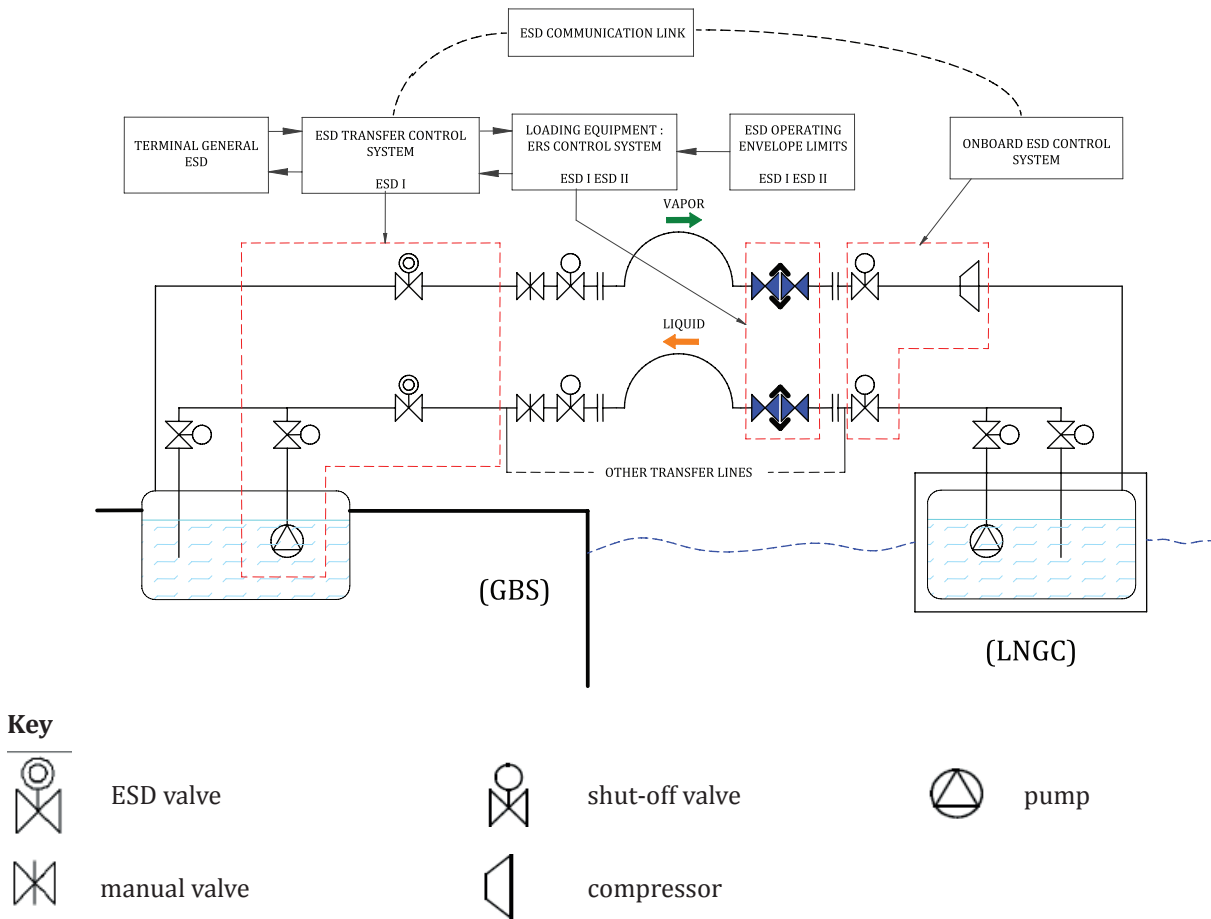 ESD COMMUNICATION LINK
TERMINAL GENERAL
ESD
ESD TRANSFER CONTROL
SYSTEM
ESD I
LOADING EQUIPMENT :
ERS CONTROL SYSTEM
ESD I ESD II
ESD OPERATING
ENVELOPE LIMITS
ESD I ESD II
ONBOARD ESD CONTROL
SYSTEM
VAPOR
LIQUID
OTHER TRANSFER LINES
(GBS)
(LNGC)
Key
ESD valve
shut-off valve
pump
manual valve
compressor